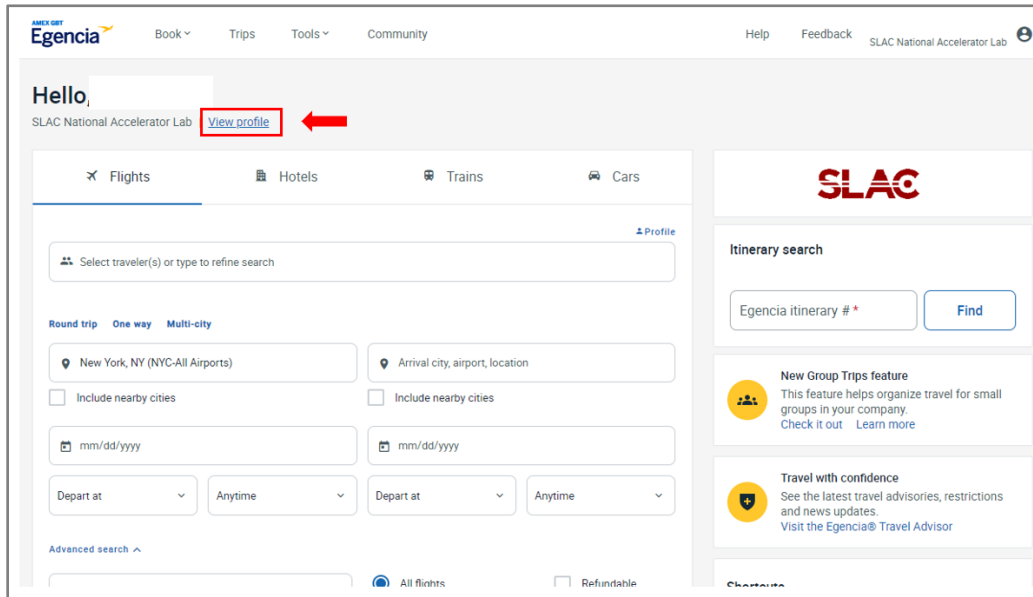 AMEX GBT
Egencia
Book
Trips
Tools
Community
Help
Feedback
SLAC National Accelerator Lab
Hello,
SLAC National Accelerator Lab
View profile
Flights
Hotels
Trains
Cars
Profile
Select traveler(s) or type to refine search
Round trip One way Multi-city
New York, NY (NYC-All Airports)
Arrival city, airport, location
Include nearby cities
Include nearby cities
mm/dd/yyyy
mm/dd/yyyy
Depart at
Anytime
Depart at
Anytime
Advanced search
All flights
Refundable
SLAC
Itinerary search
Egencia itinerary # *
Find
New Group Trips feature
This feature helps organize travel for small
groups in your company.
Check it out Learn more
Travel with confidence
See the latest travel advisories, restrictions
and news updates.
Visit the Egencia® Travel Advisor
Shortcuts